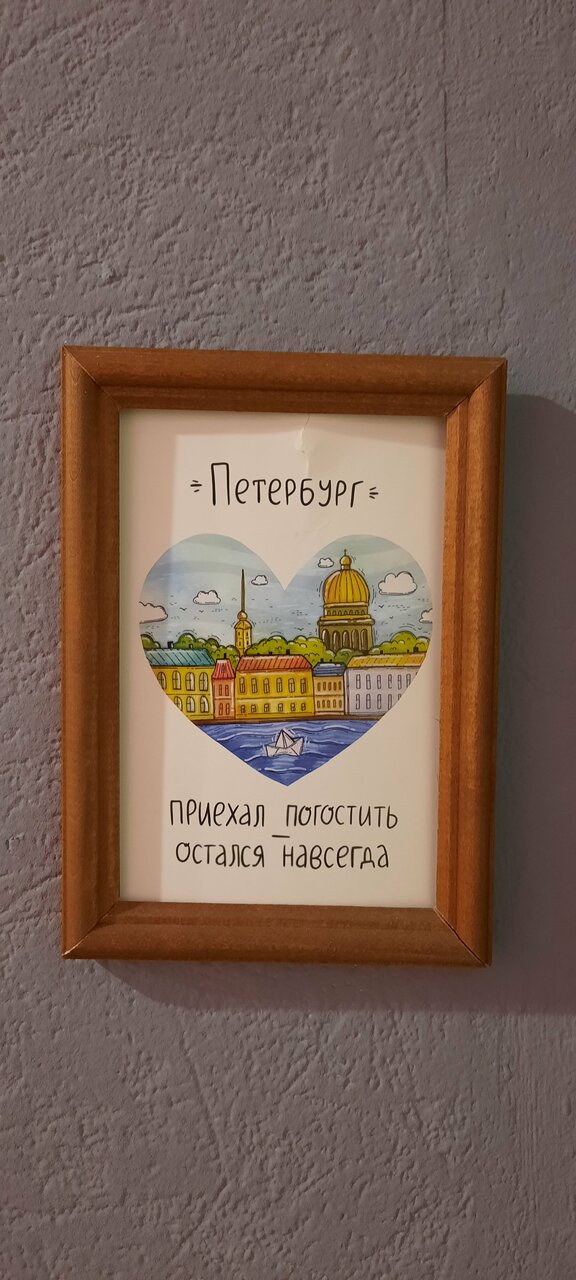 Петербург
приехал погостить –
остался навсегда